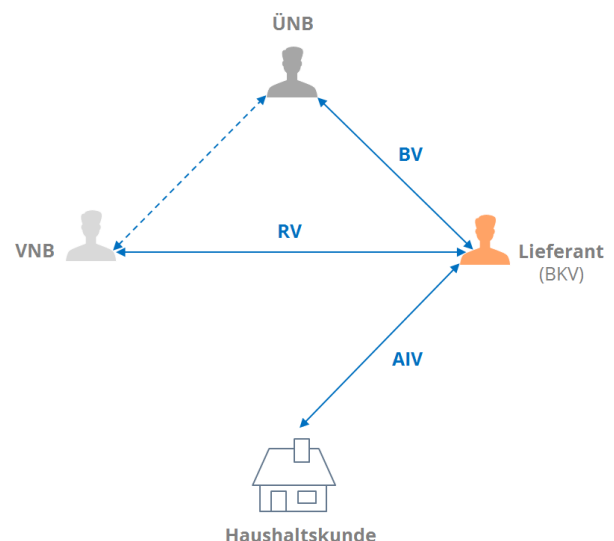 ÜNB
BV
RV
VNB
Lieferant
(BKV)
AIV
Haushaltskunde